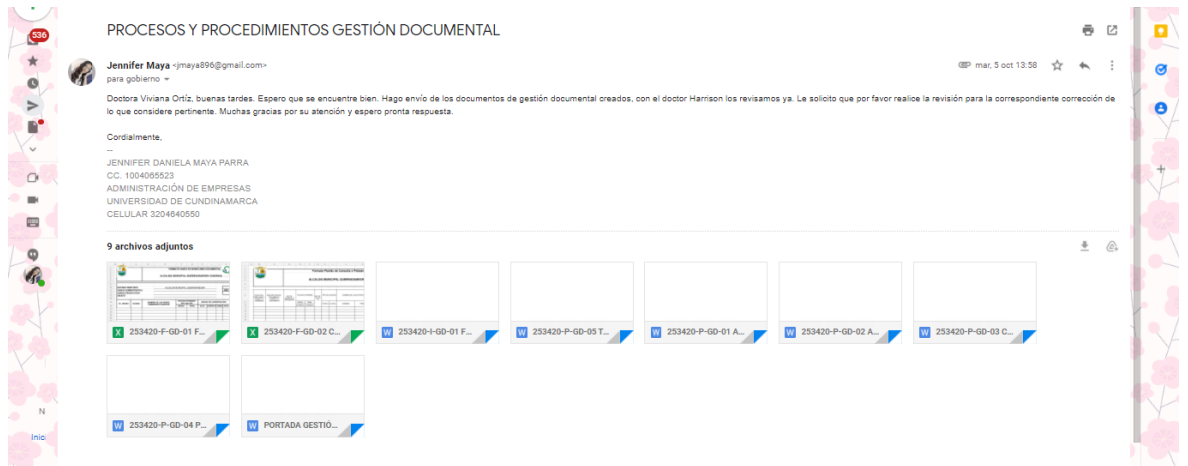 536
PROCESOS Y PROCEDIMIENTOS GESTIÓN DOCUMENTAL
Jennifer Maya <jmaya896@gmail.com>
mar, 5 oct 13:58
para gobierno
Doctora Viviana Ortíz, buenas tardes. Espero que se encuentre bien. Hago envío de los documentos de gestión documental creados, con el doctor Harrison los revisamos ya. Le solicito que por favor realice la revisión para la correspondiente corrección de
lo que considere pertinente. Muchas gracias por su atención y espero pronta respuesta.
Cordialmente,
--
JENNIFER DANIELA MAYA PARRA
CC. 1004065523
ADMINISTRACIÓN DE EMPRESAS
UNIVERSIDAD DE CUNDINAMARCA
CELULAR 3204640550
9 archivos adjuntos
X 253420-F-GD-01 F...
X 253420-F-GD-02 C...
W 253420-I-GD-01 F...
W 253420-P-GD-05 T...
W 253420-P-GD-01 A...
W 253420-P-GD-02 A...
W 253420-P-GD-03 C...
W 253420-P-GD-04 P...
W PORTADA GESTIÓ...
N
Inici